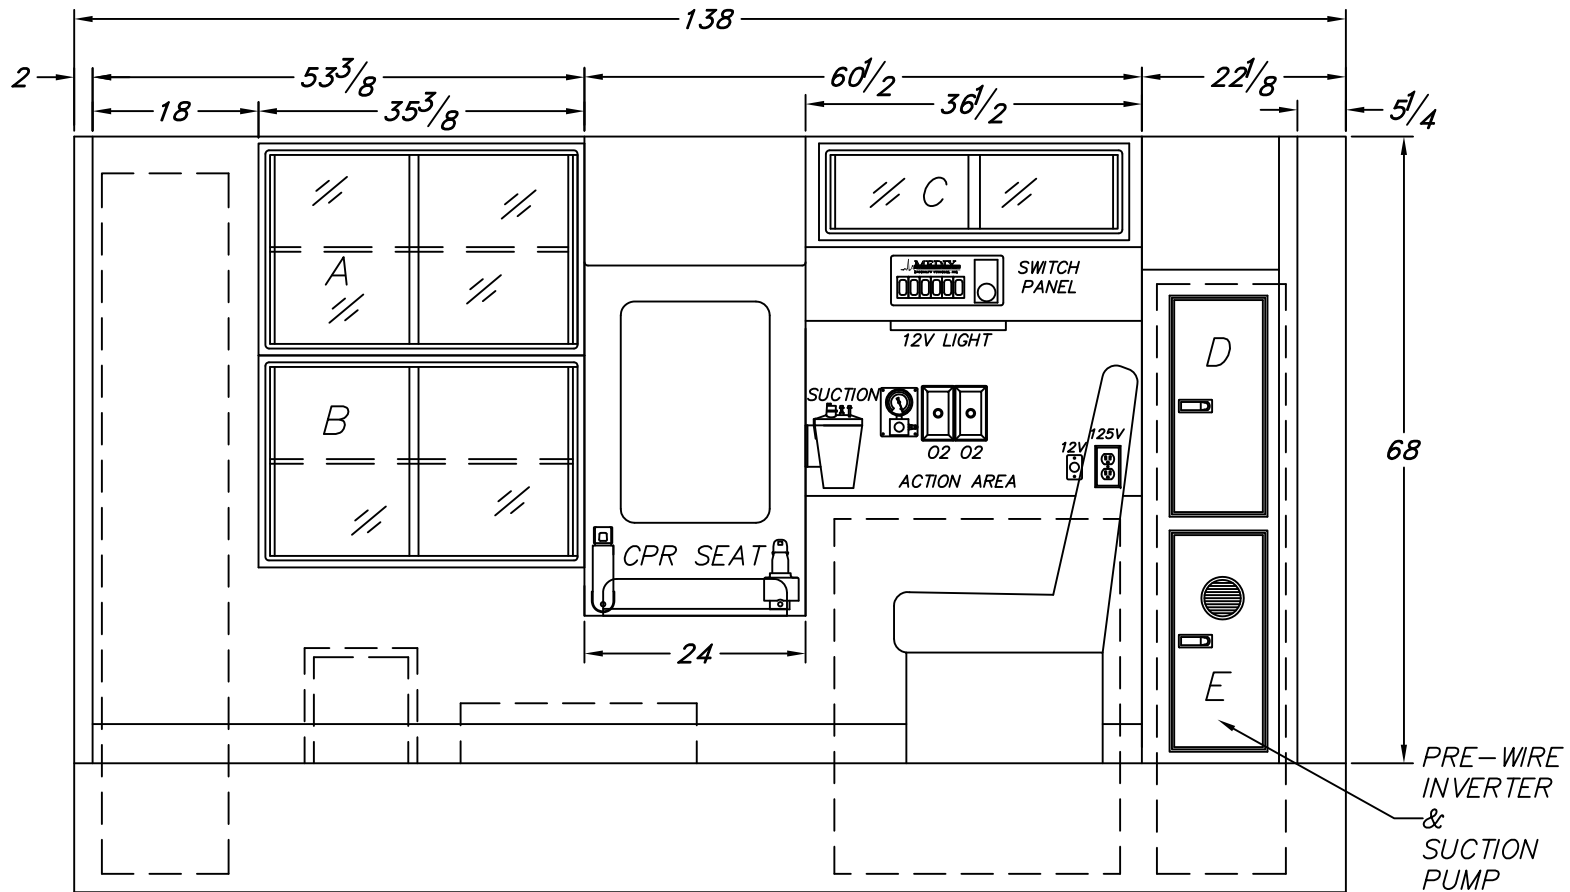 138
2
53 3/8
60 1/2
22 1/8
18
35 3/8
36 1/2
5 1/4
A
B
C
MEDIX
SWITCH
PANEL
12V LIGHT
SUCTION
O2 O2
12V
125V
ACTION AREA
D
E
68
CPR SEAT
24
PRE-WIRE
INVERTER
&
SUCTION
PUMP